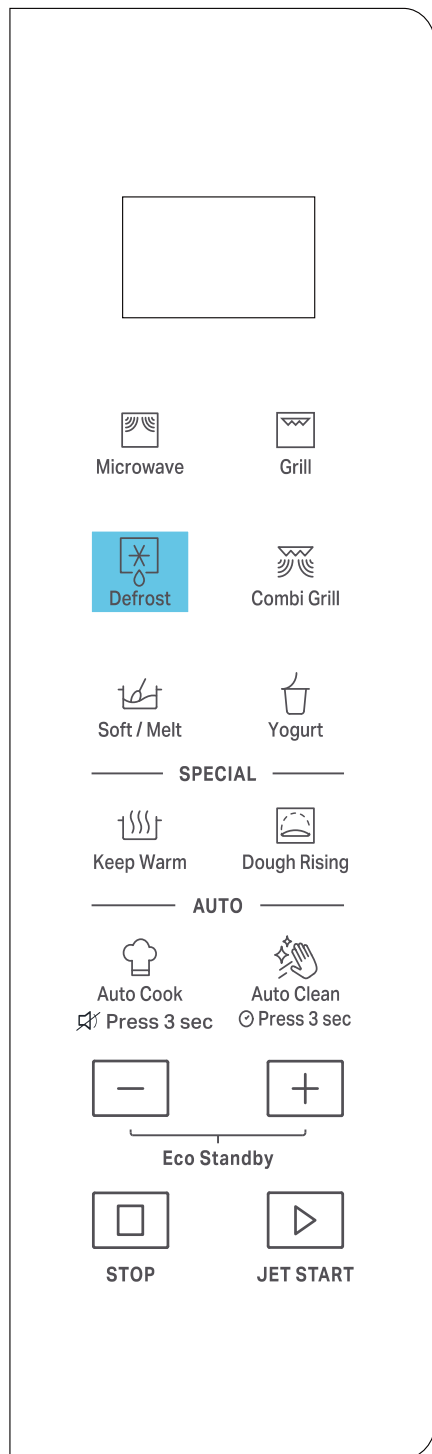 Microwave Grill
Defrost Combi Grill
Soft / Melt Yogurt
SPECIAL
Keep Warm Dough Rising
AUTO
Auto Cook Auto Clean
Press 3 sec Press 3 sec
Eco Standby
STOP JET START